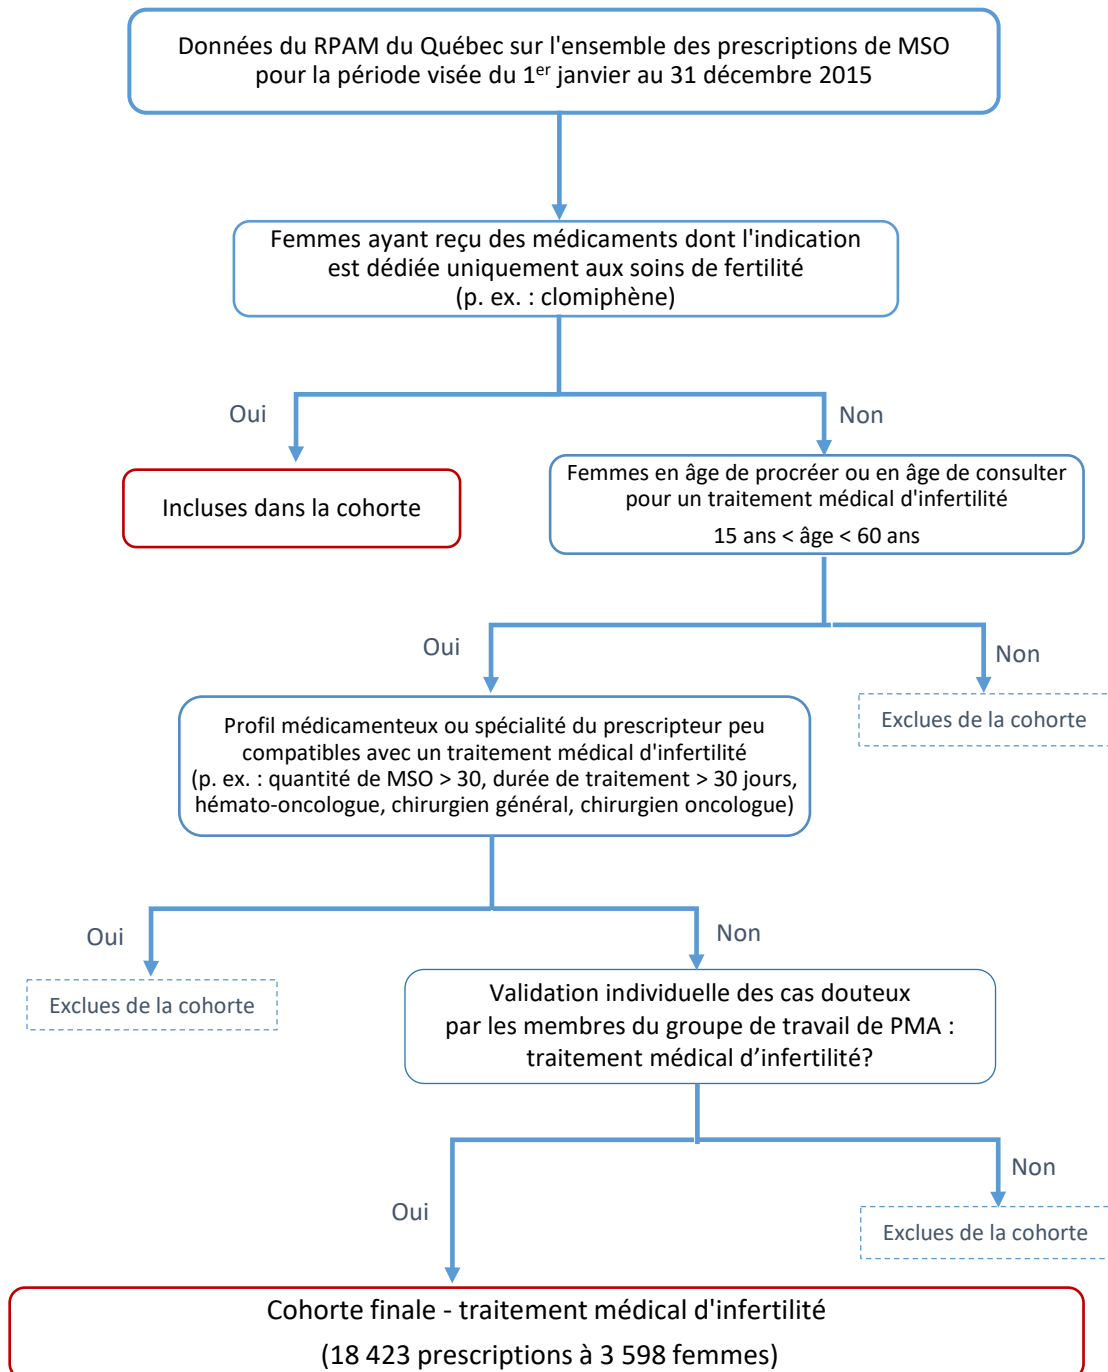 Données du RPAM du Québec sur l'ensemble des prescriptions de MSO
pour la période visée du 1er janvier au 31 décembre 2015
Femmes ayant reçu des médicaments dont l'indication
est dédiée uniquement aux soins de fertilité
(p. ex. : clomiphène)
Oui
Non
Incluses dans la cohorte
Femmes en âge de procréer ou en âge de consulter
pour un traitement médical d'infertilité
15 ans < âge < 60 ans
Oui
Non
Profil médicamenteux ou spécialité du prescripteur peu
compatibles avec un traitement médical d'infertilité
(p. ex. : quantité de MSO > 30, durée de traitement > 30 jours,
hémato-oncologue, chirurgien général, chirurgien oncologue)
Exclues de la cohorte
Oui
Non
Exclues de la cohorte
Validation individuelle des cas douteux
par les membres du groupe de travail de PMA :
traitement médical d’infertilité?
Oui
Non
Exclues de la cohorte
Cohorte finale - traitement médical d'infertilité
(18 423 prescriptions à 3 598 femmes)